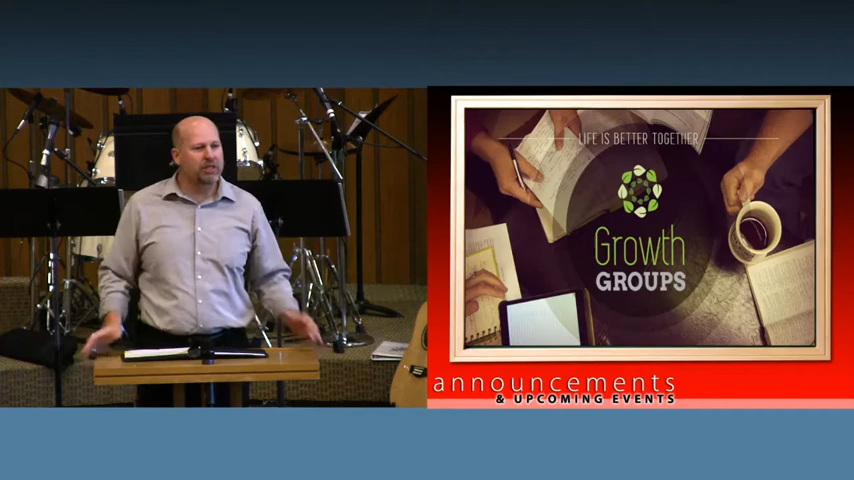 LIFE IS BETTER TOGETHER
Growth
GROUPS
announcements
& UPCOMING EVENTS